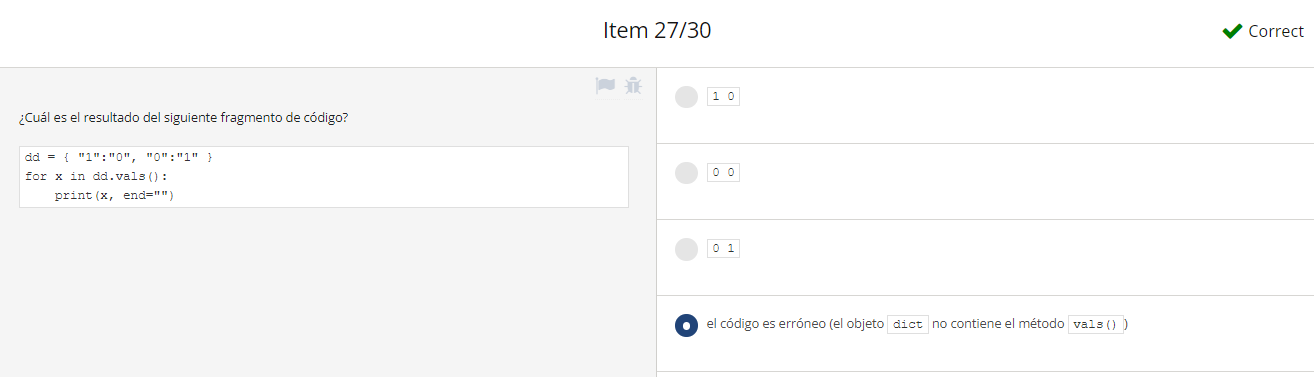 Item 27/30
Correct
¿Cuál es el resultado del siguiente fragmento de código?
dd = { "1":"0", "0":"1" }
for x in dd.vals():
    print(x, end="")
1 0
0 0
0 1
el código es erróneo (el objeto dict no contiene el método vals() )